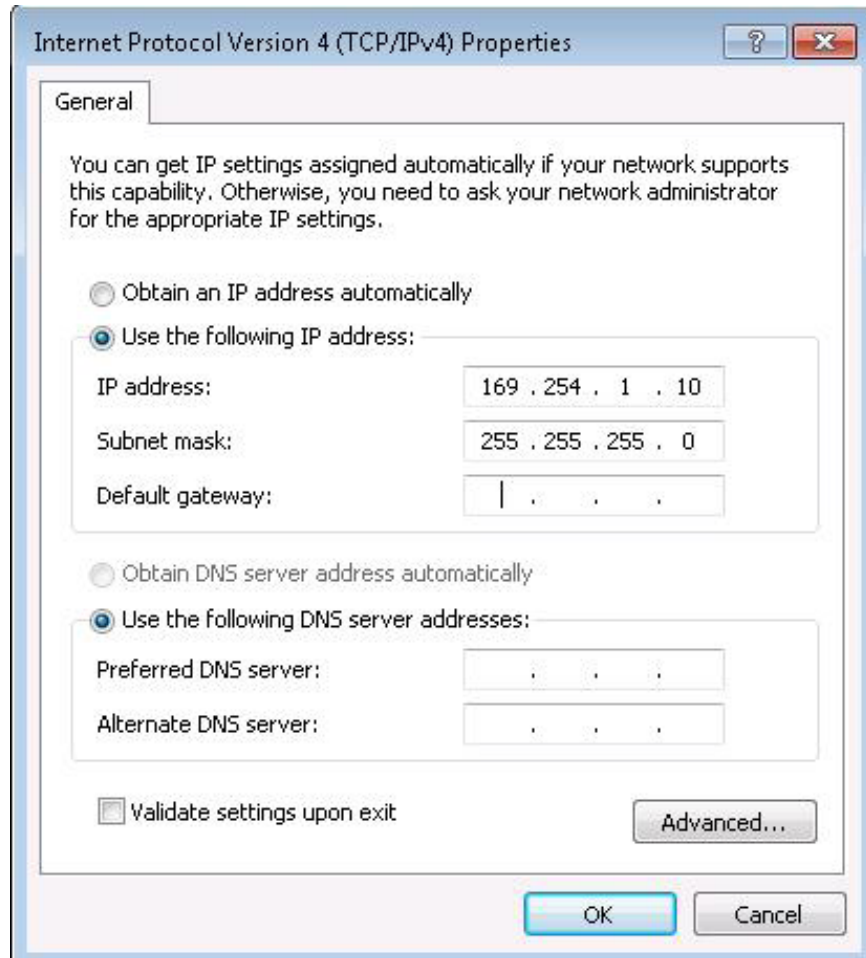 Internet Protocol Version 4 (TCP/IPv4) Properties
?
General
You can get IP settings assigned automatically if your network supports
this capability. Otherwise, you need to ask your network administrator
for the appropriate IP settings.
Obtain an IP address automatically
Use the following IP address:
IP address: 169 . 254 . 1 . 10
Subnet mask: 255 . 255 . 255 . 0
Default gateway: . . .
Obtain DNS server address automatically
Use the following DNS server addresses:
Preferred DNS server: . . .
Alternate DNS server: . . .
Validate settings upon exit
Advanced...
OK Cancel